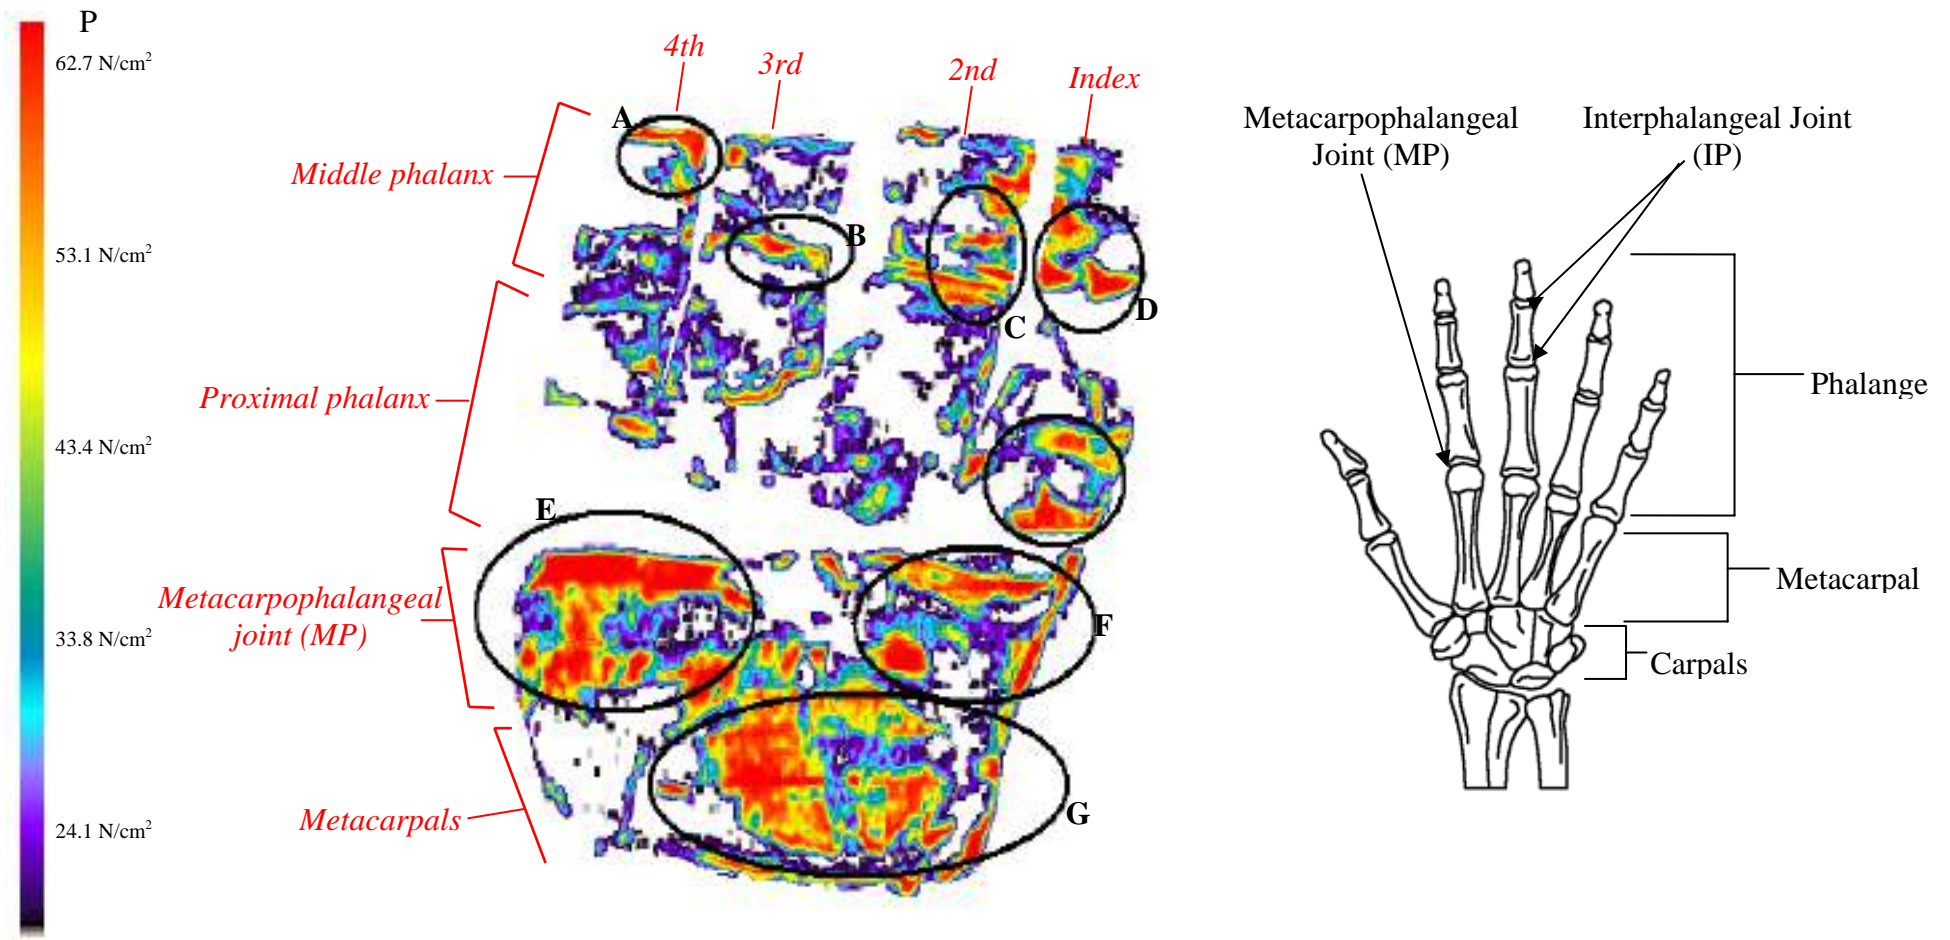 P
62.7 N/cm²
53.1 N/cm²
43.4 N/cm²
33.8 N/cm²
24.1 N/cm²
4th
3rd
2nd
Index
A
B
C
D
E
F
G
Middle phalanx
Proximal phalanx
Metacarpophalangeal
joint (MP)
Metacarpals
Metacarpophalangeal
Joint (MP)
Interphalangeal Joint
(IP)
Phalange
Metacarpal
Carpals